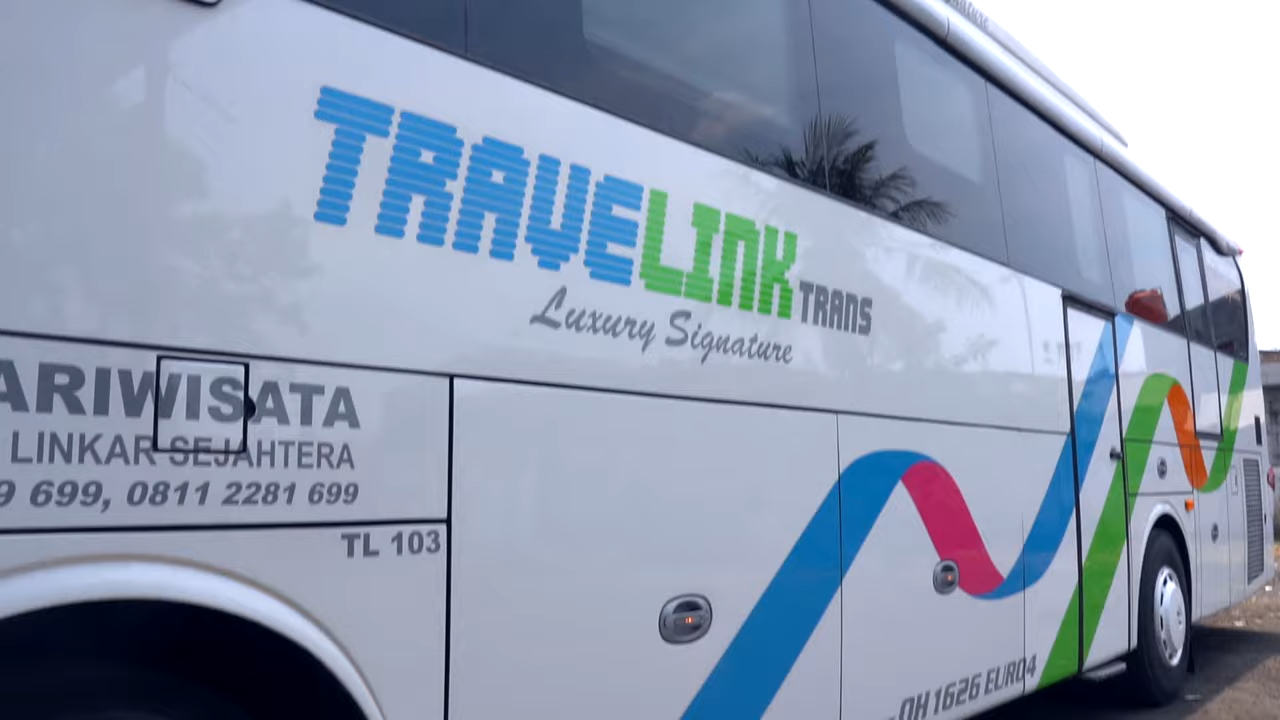 TRAVELINK TRANS
Luxury Signature
ARIWISATA
LINKAR SEJAHTERA
9 699, 0811 2281 699
TL 103
OH 1626 EURO4